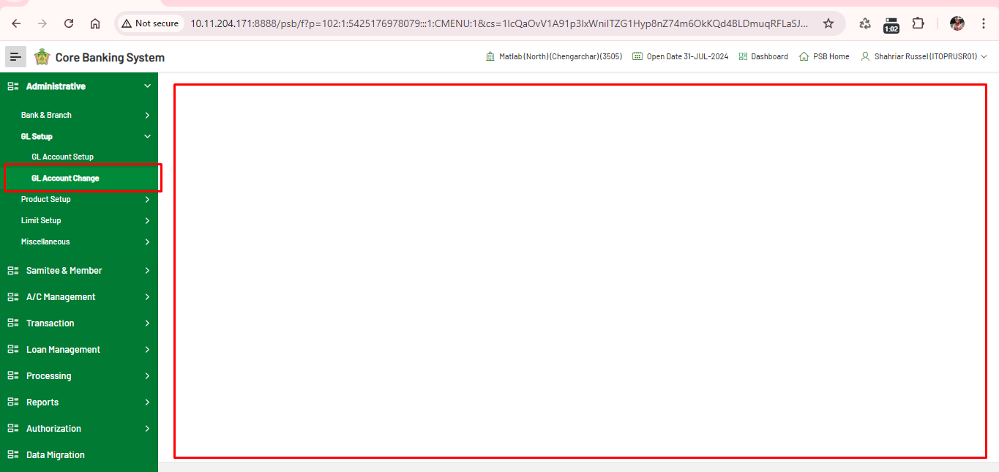 Not secure 10.11.204.171:8888/psb/f?p=102:1:5425176978079:::1:CMENU:1&cs=1IcQaOvV1A91p3IxWniITZG1Hyp8nZ74m6OkKQd4BLDmuqRFLaSJ...
1:02
Core Banking System
Matlab (North)(Chengarchar)(3505) Open Date 31-JUL-2024 Dashboard PSB Home Shahriar Russel(ITOPRUSR01)
Administrative
Bank & Branch
GL Setup
GL Account Setup
GL Account Change
Product Setup
Limit Setup
Miscellaneous
Samitee & Member
A/C Management
Transaction
Loan Management
Processing
Reports
Authorization
Data Migration